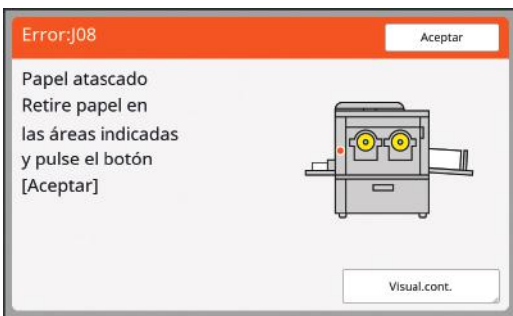 Error:J08
Aceptar
Papel atascado
Retire papel en
las áreas indicadas
y pulse el botón
[Aceptar]
Visual.cont.